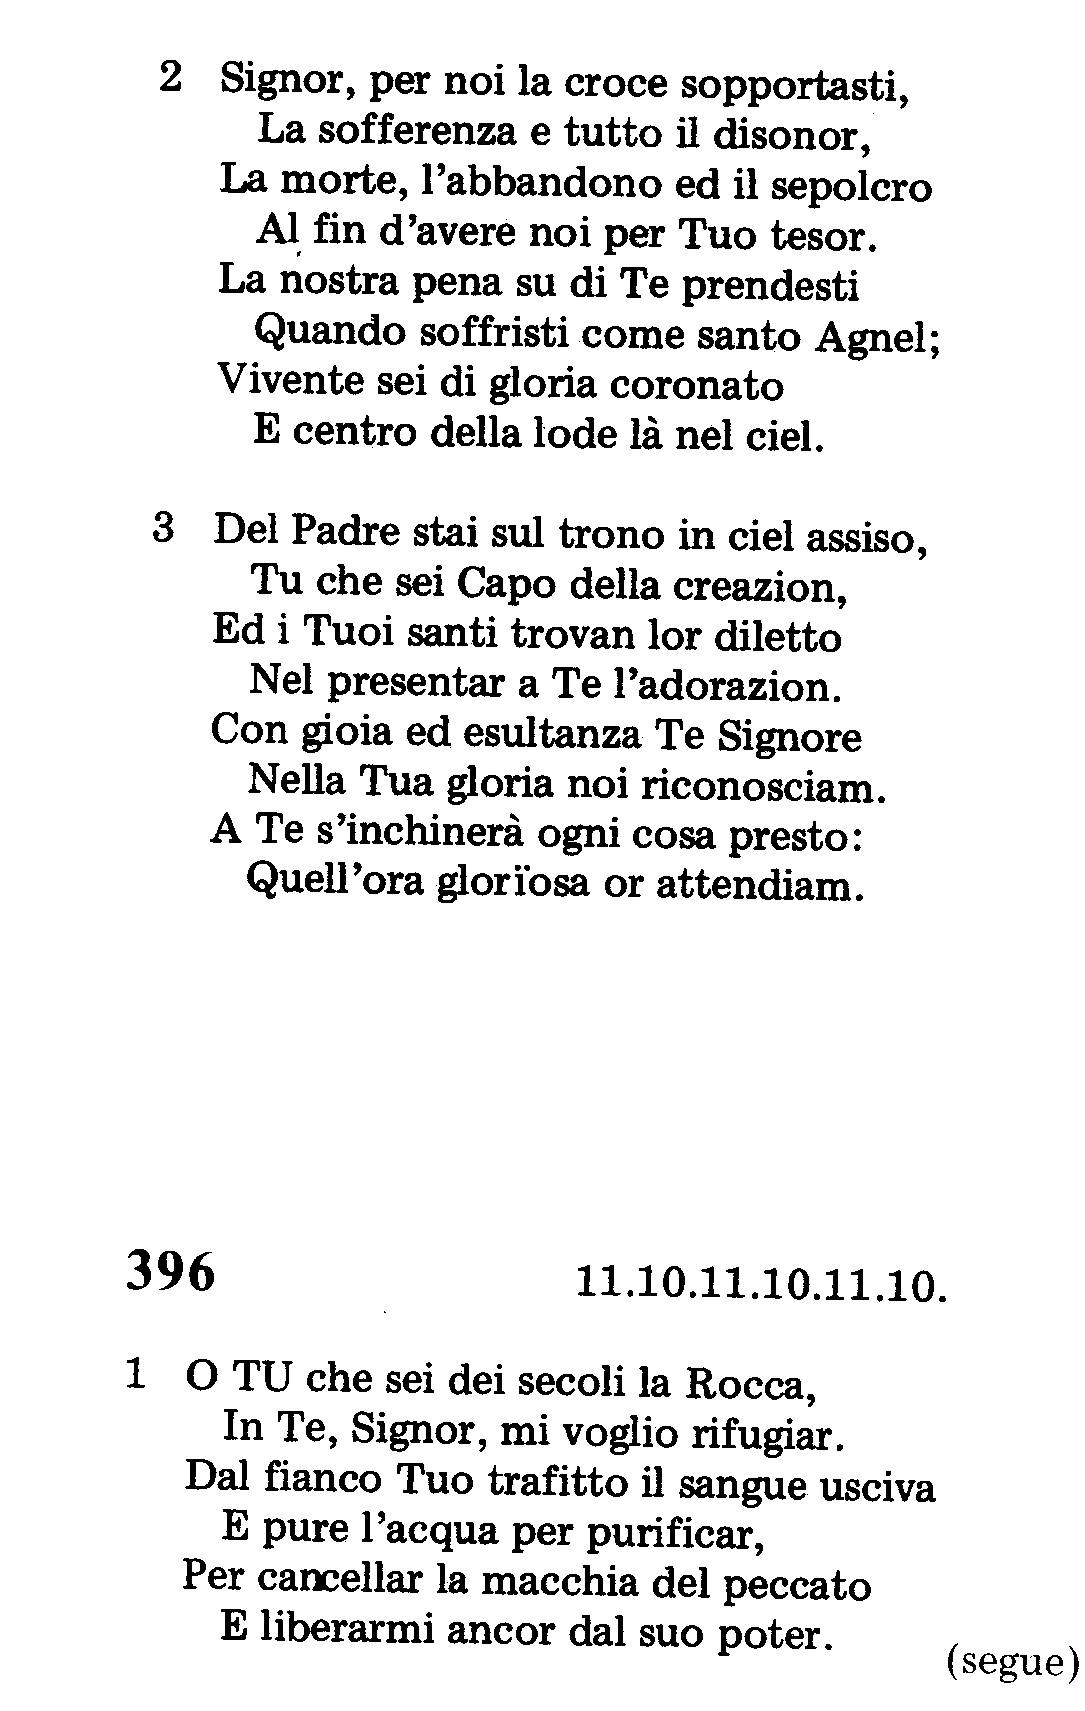 2 Signor, per noi la croce sopportasti,
La sofferenza e tutto il disonor,
La morte, l'abbandono ed il sepolcro
Al fin d'avere noi per Tuo tesor.
La nostra pena su di Te prendesti
Quando soffristi come santo Agnel;
Vivente sei di gloria coronato
E centro della lode là nel ciel.
3 Del Padre stai sul trono in ciel assiso,
Tu che sei Capo della creazion,
Ed i Tuoi santi trovan lor diletto
Nel presentar a Te l'adorazion.
Con gioia ed esultanza Te Signore
Nella Tua gloria noi riconosciam.
A Te s'inchinerà ogni cosa presto:
Quell'ora glorïosa or attendiam.
396 11.10.11.10.11.10.
1 O TU che sei dei secoli la Rocca,
In Te, Signor, mi voglio rifugiar.
Dal fianco Tuo trafitto il sangue usciva
E pure l'acqua per purificar,
Per cancellar la macchia del peccato
E liberarmi ancor dal suo poter.
(segue)